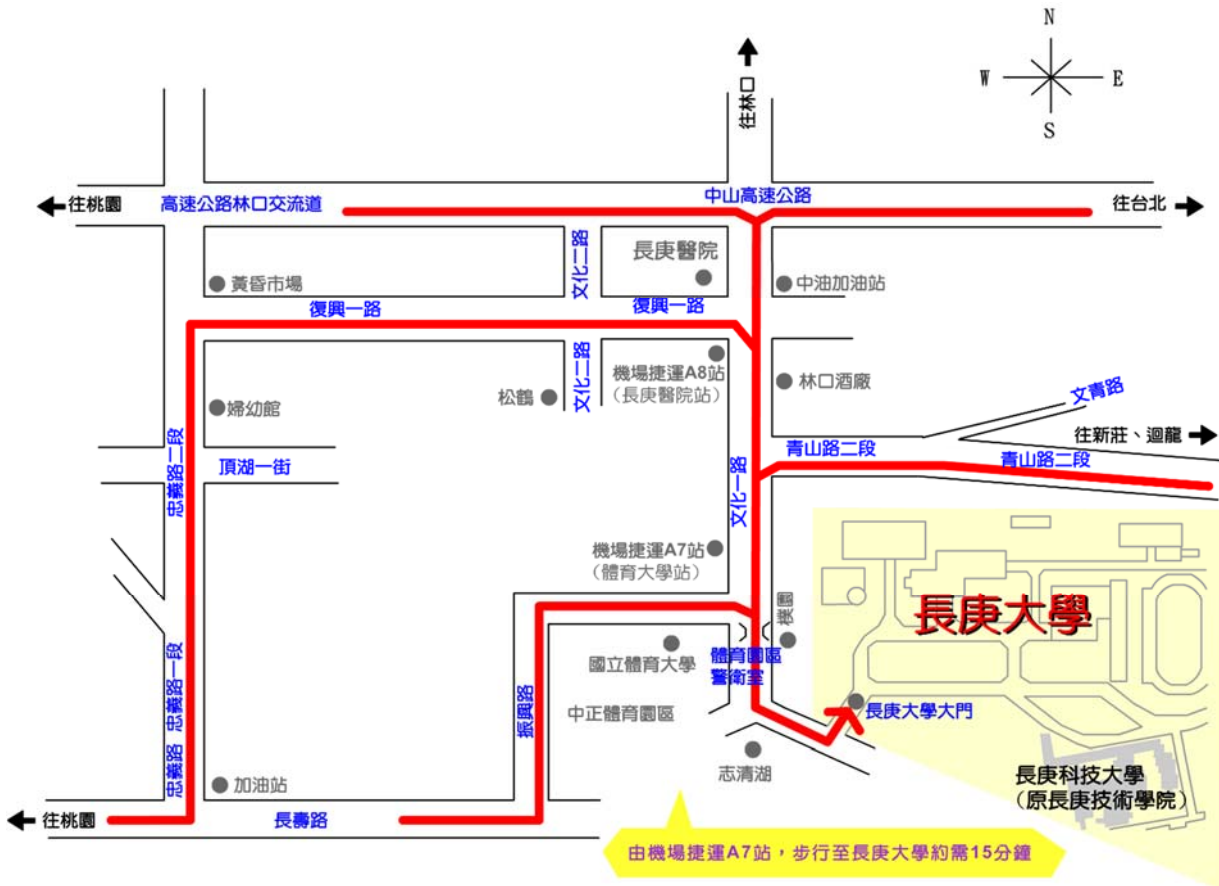 N
W
E
S
往林口
往桃園
高速公路林口交流道
中山高速公路
往台北
黃昏市場
文化二路
長庚醫院
中油加油站
復興一路
復興一路
文化二路
機場捷運A8站
（長庚醫院站）
松鶴
林口酒廠
婦幼館
文青路
往新莊、迴龍
青山路二段
青山路二段
忠義路二段
頂湖一街
文化一路
機場捷運A7站
（體育大學站）
長庚大學
國立體育大學
體育園區
警衛室
忠義路一段
振興路
中正體育園區
長庚大學大門
志清湖
忠義路
加油站
長庚科技大學
（原長庚技術學院）
往桃園
長壽路
由機場捷運A7站，步行至長庚大學約需15分鐘